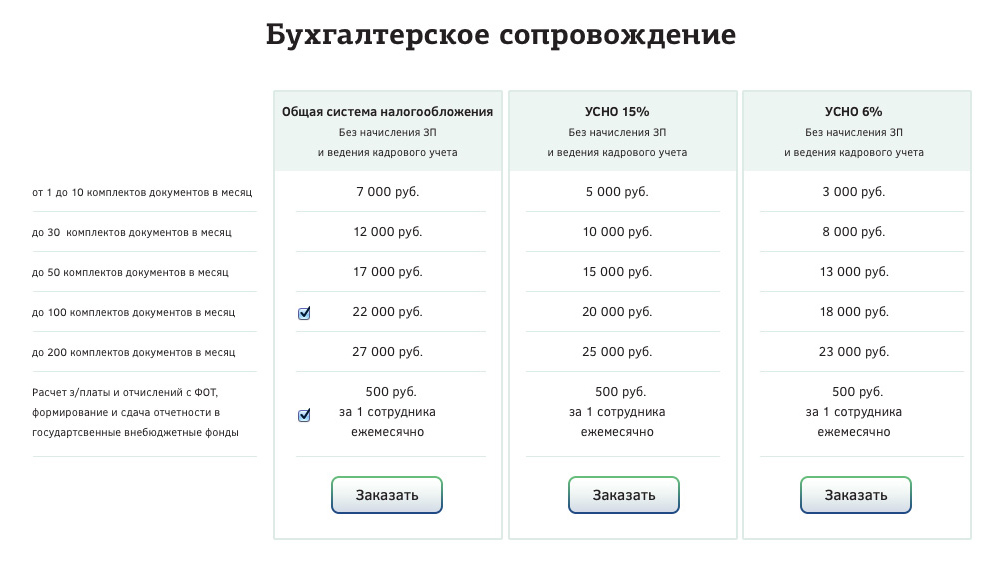 Бухгалтерское сопровождение
Общая система налогообложения УСНО 15% УСНО 6%
Без начисления ЗП Без начисления ЗП Без начисления ЗП
и ведения кадрового учета и ведения кадрового учета и ведения кадрового учета
от 1 до 10 комплектов документов в месяц 7 000 руб. 5 000 руб. 3 000 руб.
до 30 комплектов документов в месяц 12 000 руб. 10 000 руб. 8 000 руб.
до 50 комплектов документов в месяц 17 000 руб. 15 000 руб. 13 000 руб.
до 100 комплектов документов в месяц 22 000 руб. 20 000 руб. 18 000 руб.
до 200 комплектов документов в месяц 27 000 руб. 25 000 руб. 23 000 руб.
Расчет з/платы и отчислений с ФОТ, 500 руб. 500 руб. 500 руб.
формирование и сдача отчетности в за 1 сотрудника за 1 сотрудника за 1 сотрудника
государтсвенные внебюджетные фонды ежемесячно ежемесячно ежемесячно
Заказать Заказать Заказать